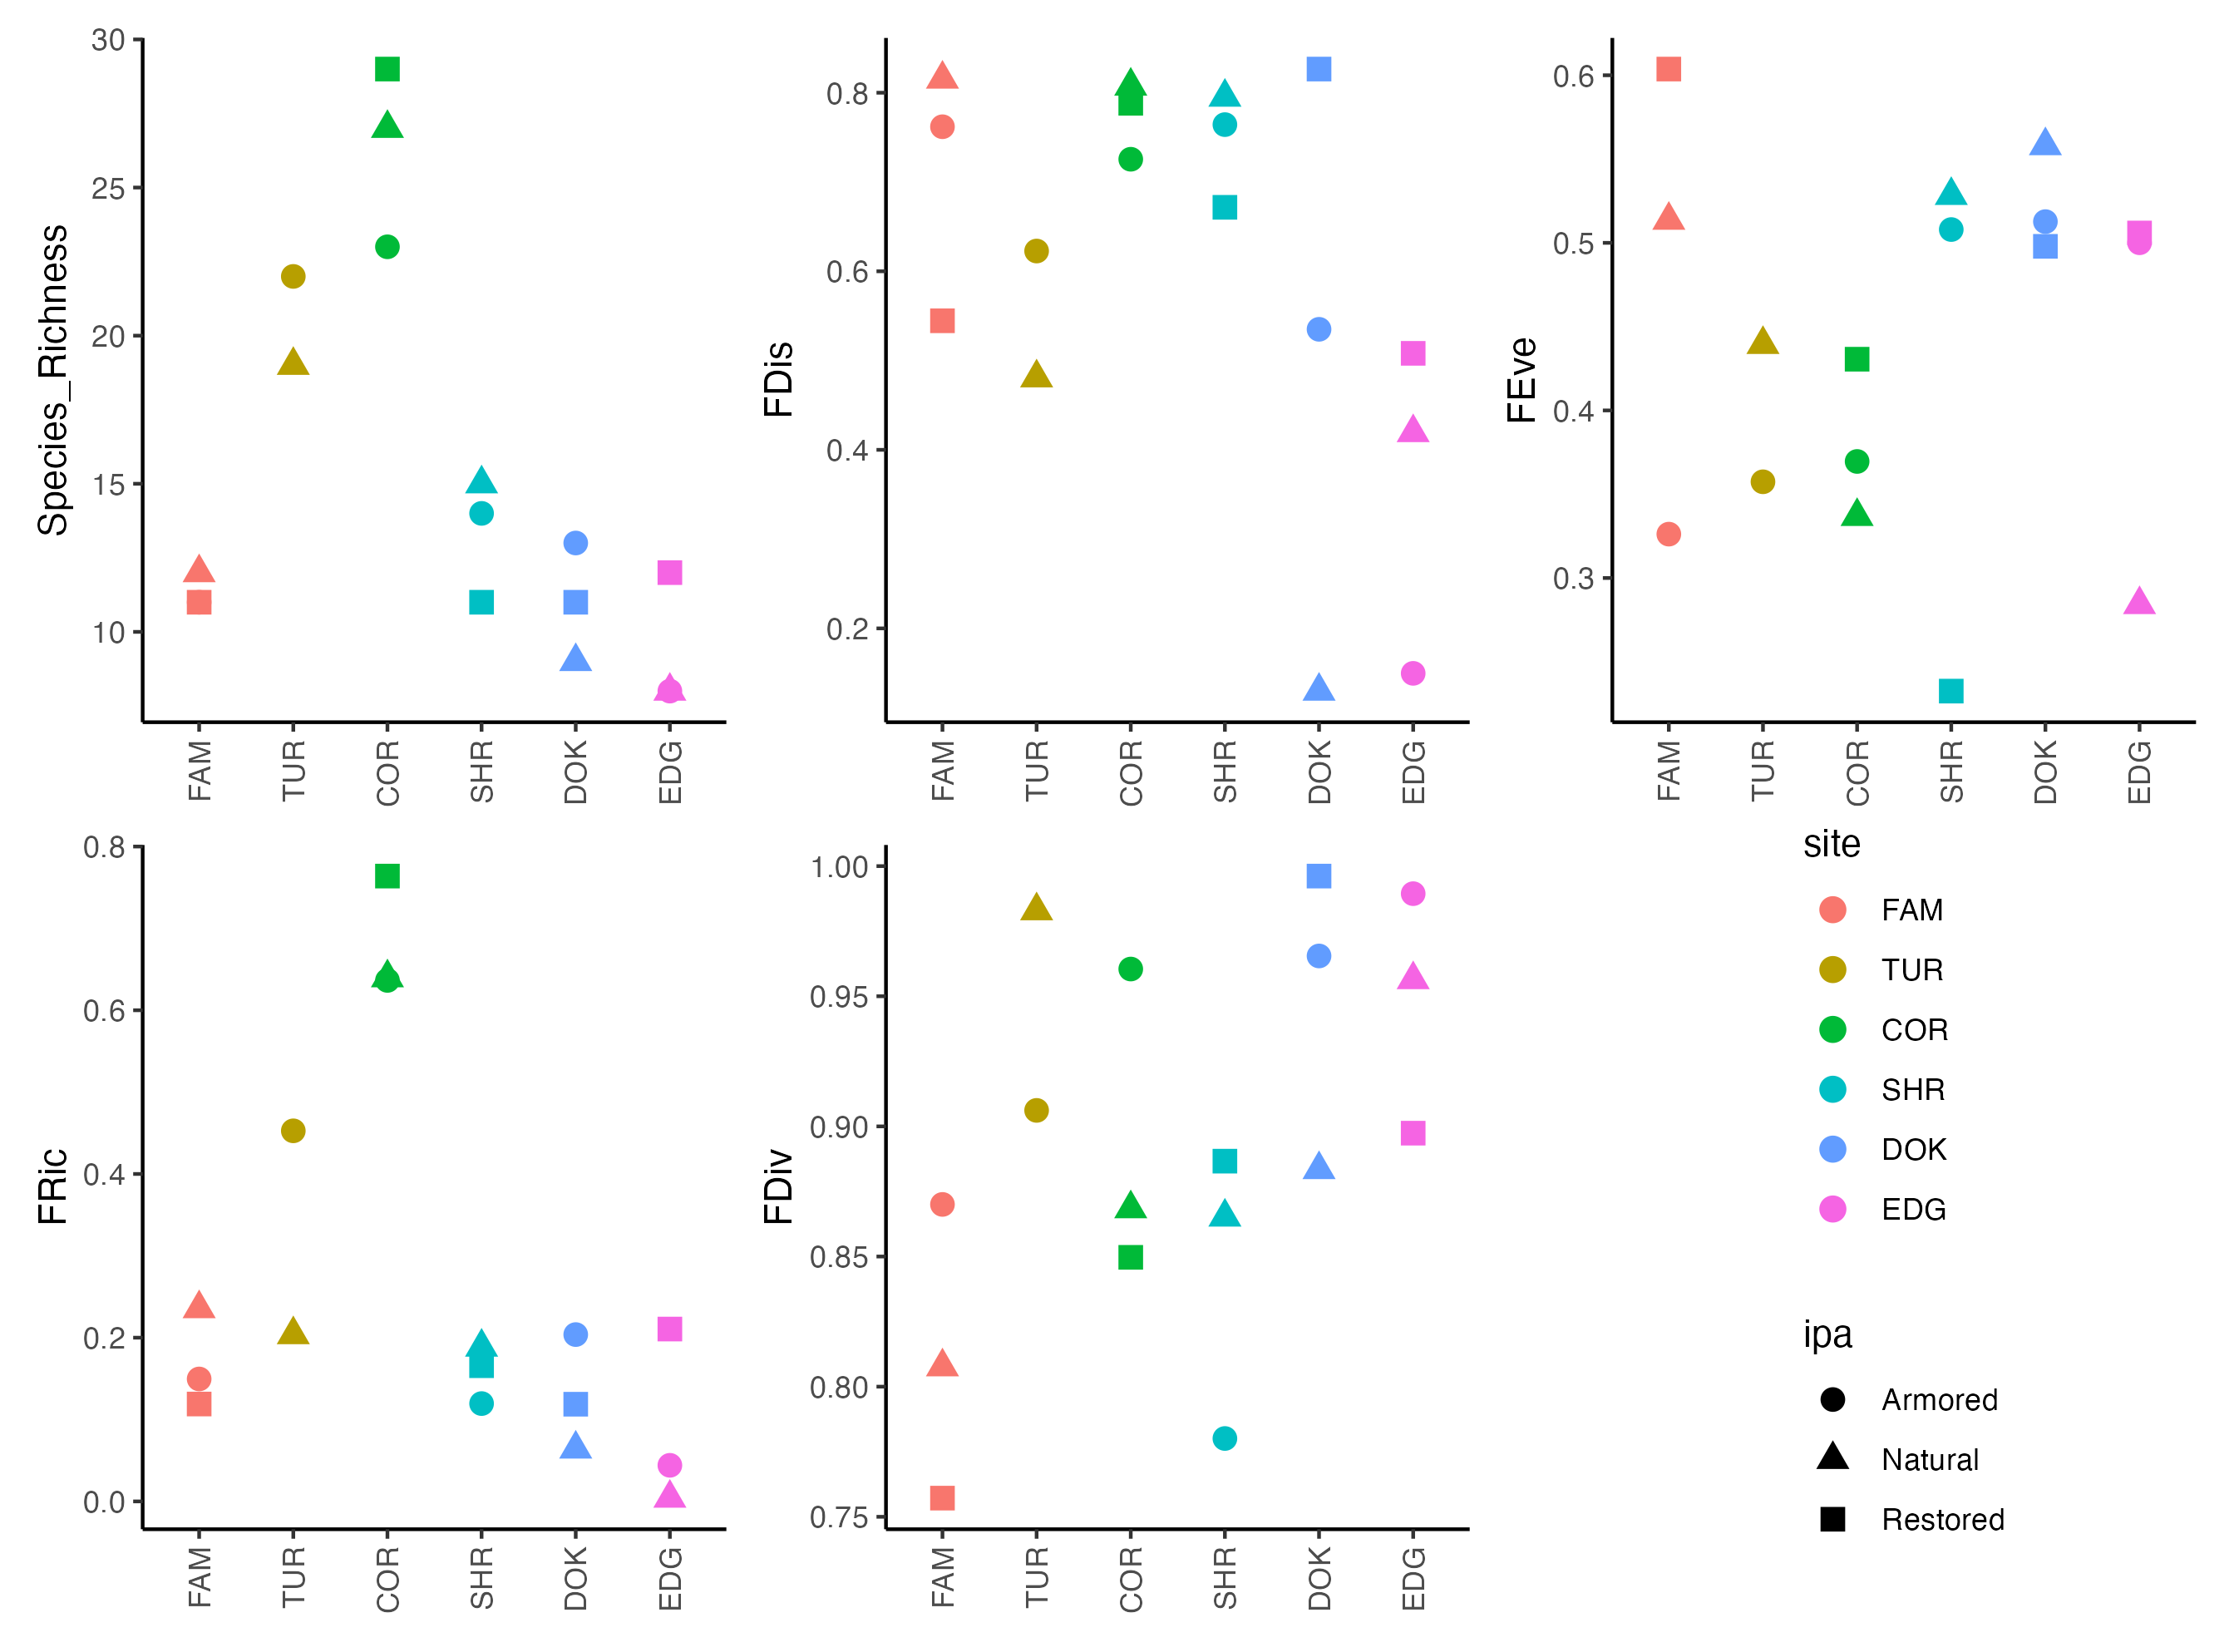 Species_Richness
30
25
20
15
10
FAM
TUR
COR
SHR
DOK
EDG
FDis
0.8
0.6
0.4
0.2
FAM
TUR
COR
SHR
DOK
EDG
FEve
0.6
0.5
0.4
0.3
FAM
TUR
COR
SHR
DOK
EDG
FRic
0.8
0.6
0.4
0.2
0.0
FAM
TUR
COR
SHR
DOK
EDG
FDiv
1.00
0.95
0.90
0.85
0.80
0.75
FAM
TUR
COR
SHR
DOK
EDG
site
FAM
TUR
COR
SHR
DOK
EDG
ipa
Armored
Natural
Restored